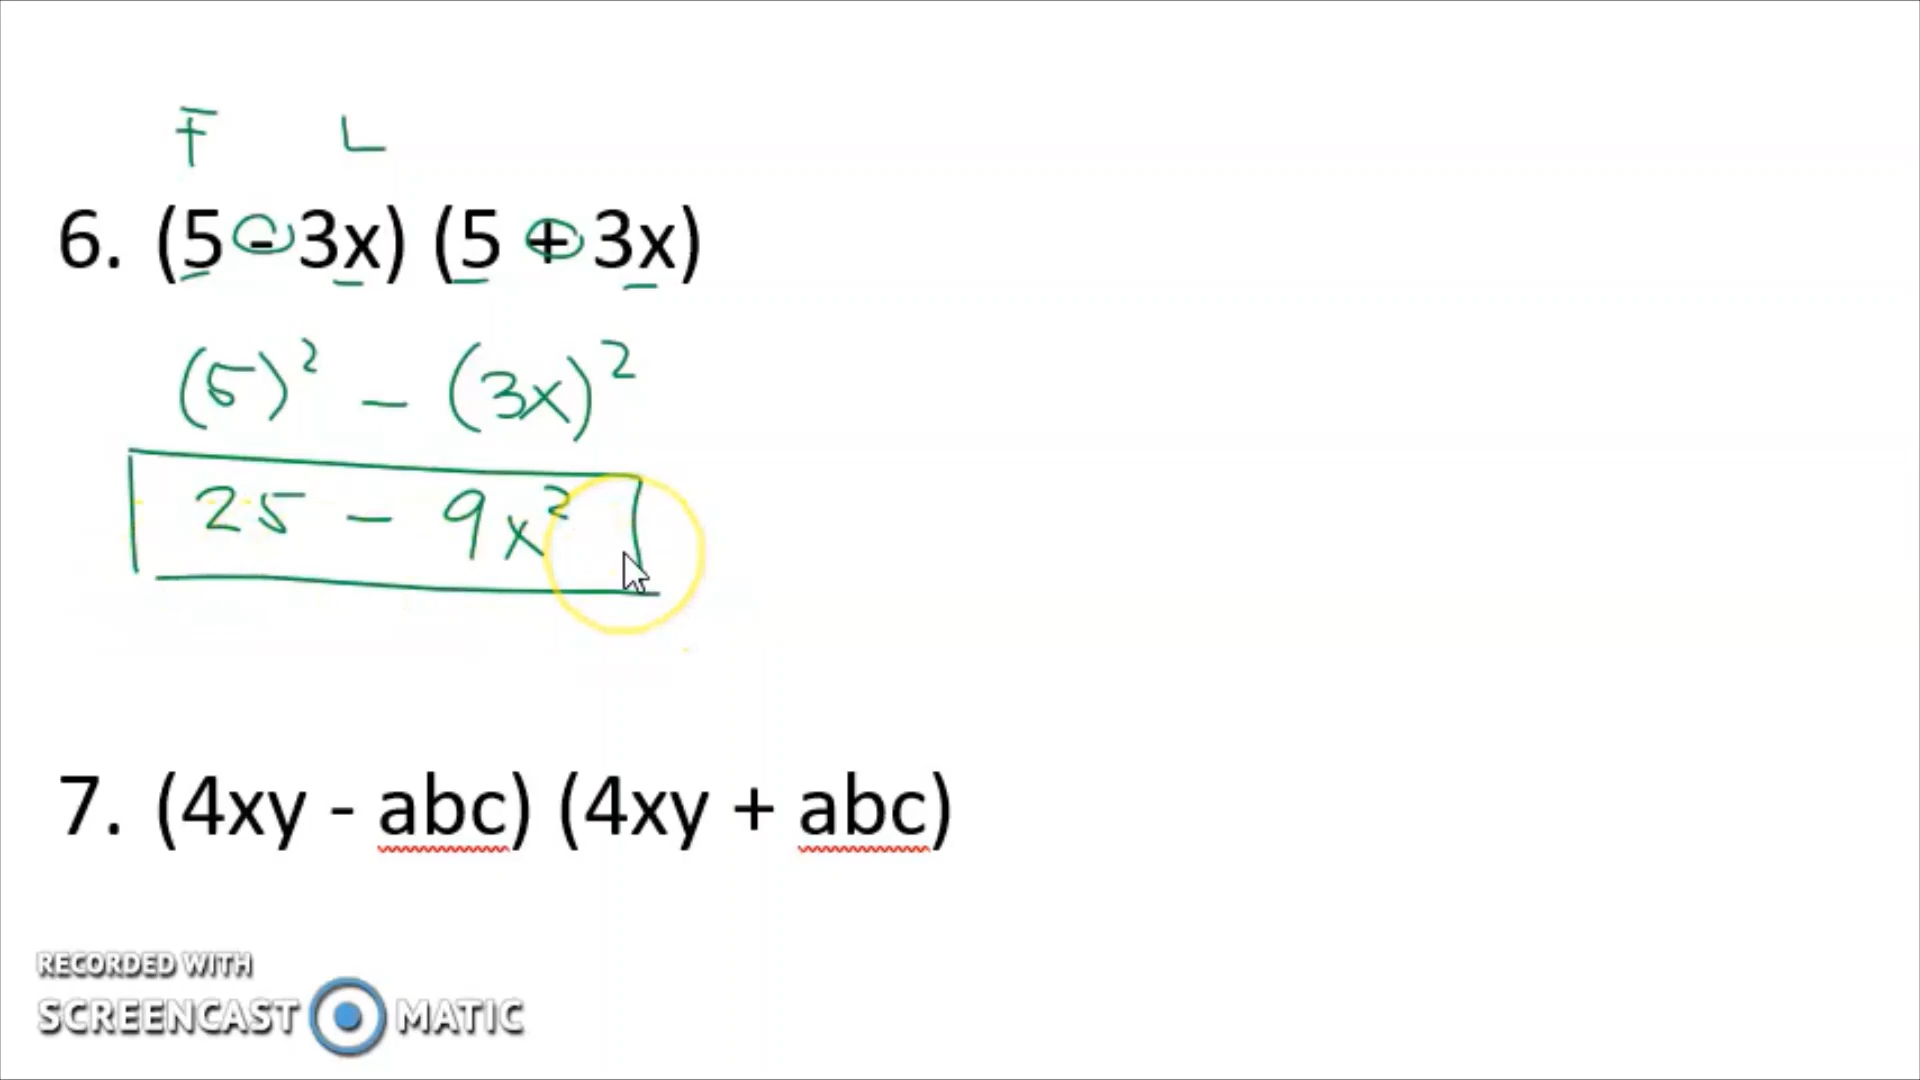 F L
6. (5 - 3x) (5 + 3x)
(5)² - (3x)²
25 - 9x²
7. (4xy - abc) (4xy + abc)
RECORDED WITH
SCREENCAST MATIC